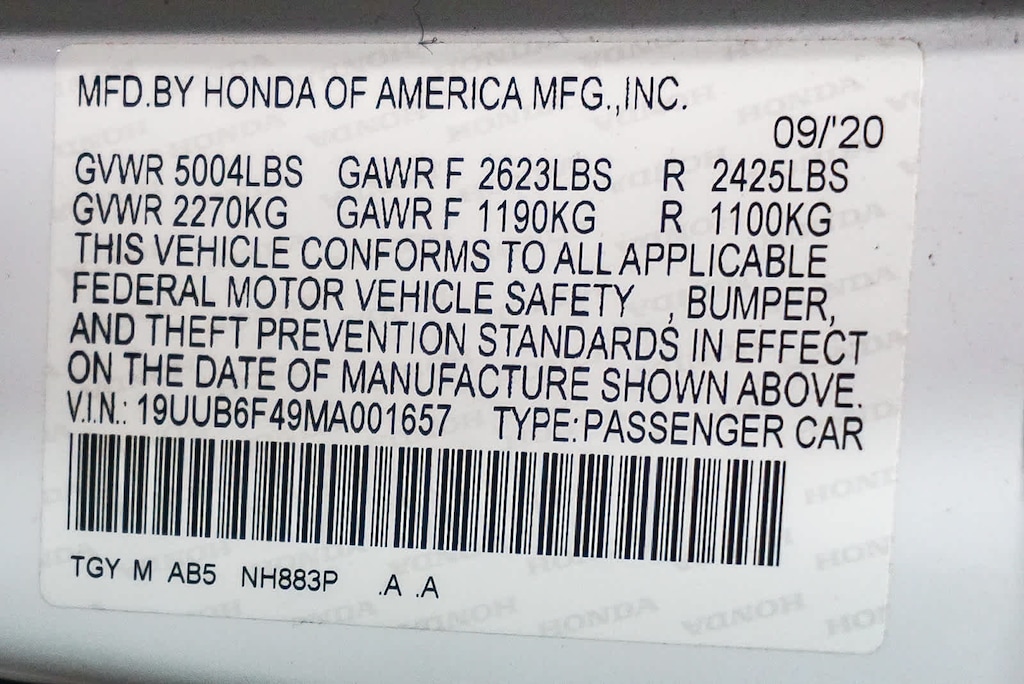 MFD.BY HONDA OF AMERICA MFG.,INC.
09/'20
GVWR 5004LBS GAWR F 2623LBS R 2425LBS
GVWR 2270KG GAWR F 1190KG R 1100KG
THIS VEHICLE CONFORMS TO ALL APPLICABLE
FEDERAL MOTOR VEHICLE SAFETY , BUMPER,
AND THEFT PREVENTION STANDARDS IN EFFECT
ON THE DATE OF MANUFACTURE SHOWN ABOVE.
V.I.N.: 19UUB6F49MA001657 TYPE:PASSENGER CAR
TGY M AB5 NH883P .A .A